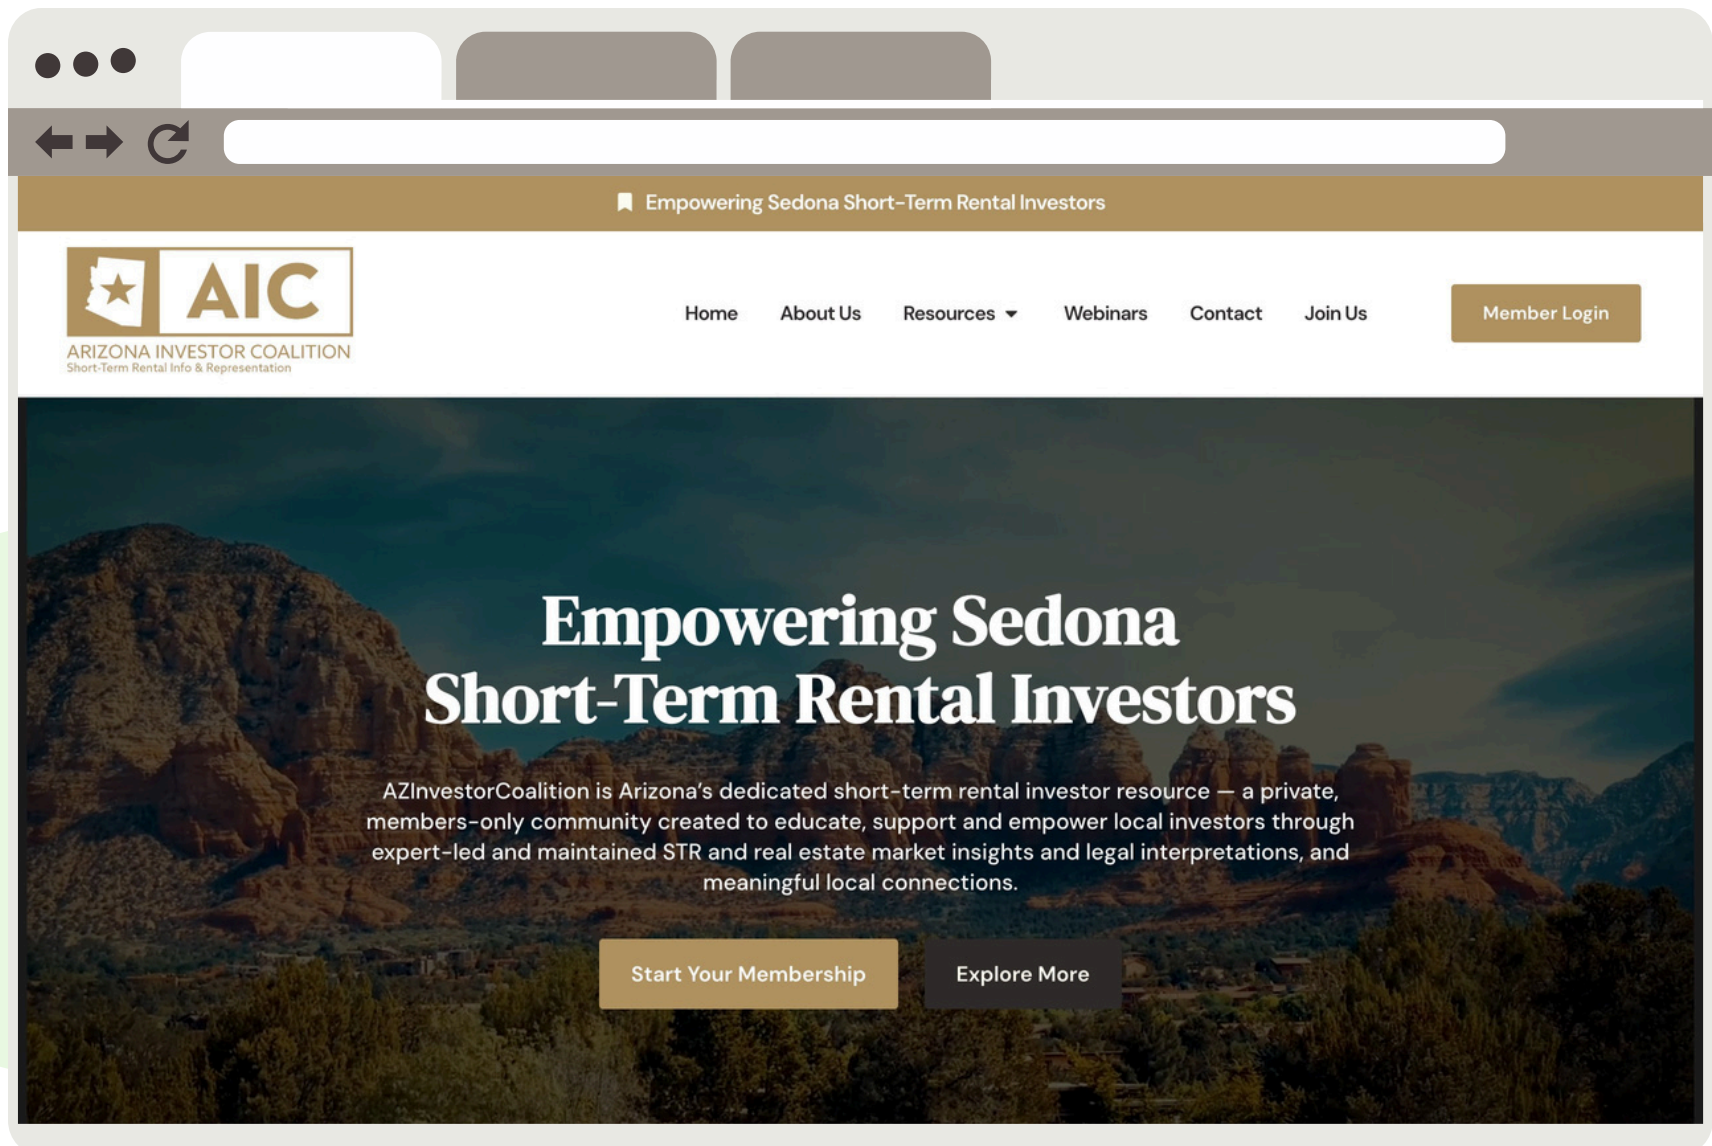 Empowering Sedona Short-Term Rental Investors
AIC
ARIZONA INVESTOR COALITION
Short-Term Rental Info & Representation
Home About Us Resources Webinars Contact Join Us Member Login
Empowering Sedona
Short-Term Rental Investors
AZInvestorCoalition is Arizona's dedicated short-term rental investor resource — a private,
members-only community created to educate, support and empower local investors through
expert-led and maintained STR and real estate market insights and legal interpretations, and
meaningful local connections.
Start Your Membership Explore More